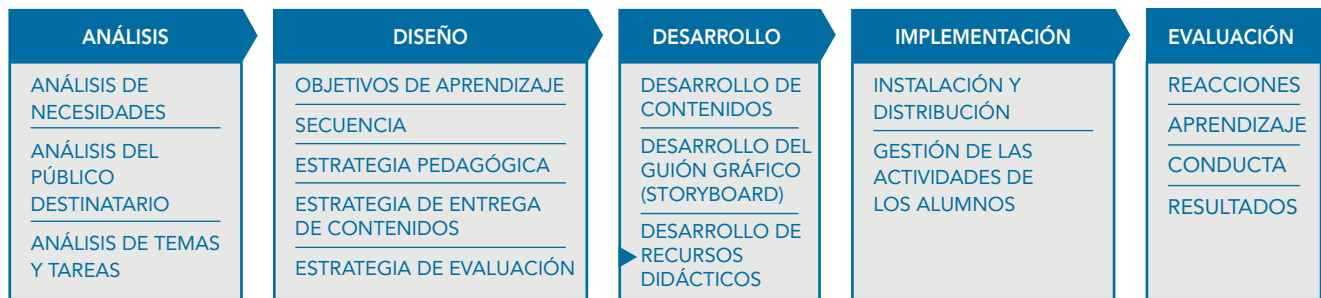 ANÁLISIS
ANÁLISIS DE
NECESIDADES
ANÁLISIS DEL
PÚBLICO
DESTINATARIO
ANÁLISIS DE TEMAS
Y TAREAS
DISEÑO
OBJETIVOS DE APRENDIZAJE
SECUENCIA
ESTRATEGIA PEDAGÓGICA
ESTRATEGIA DE ENTREGA
DE CONTENIDOS
ESTRATEGIA DE EVALUACIÓN
DESARROLLO
DESARROLLO DE
CONTENIDOS
DESARROLLO DEL
GUIÓN GRÁFICO
(STORYBOARD)
DESARROLLO DE
RECURSOS
DIDÁCTICOS
IMPLEMENTACIÓN
INSTALACIÓN Y
DISTRIBUCIÓN
GESTIÓN DE LAS
ACTIVIDADES DE
LOS ALUMNOS
EVALUACIÓN
REACCIONES
APRENDIZAJE
CONDUCTA
RESULTADOS